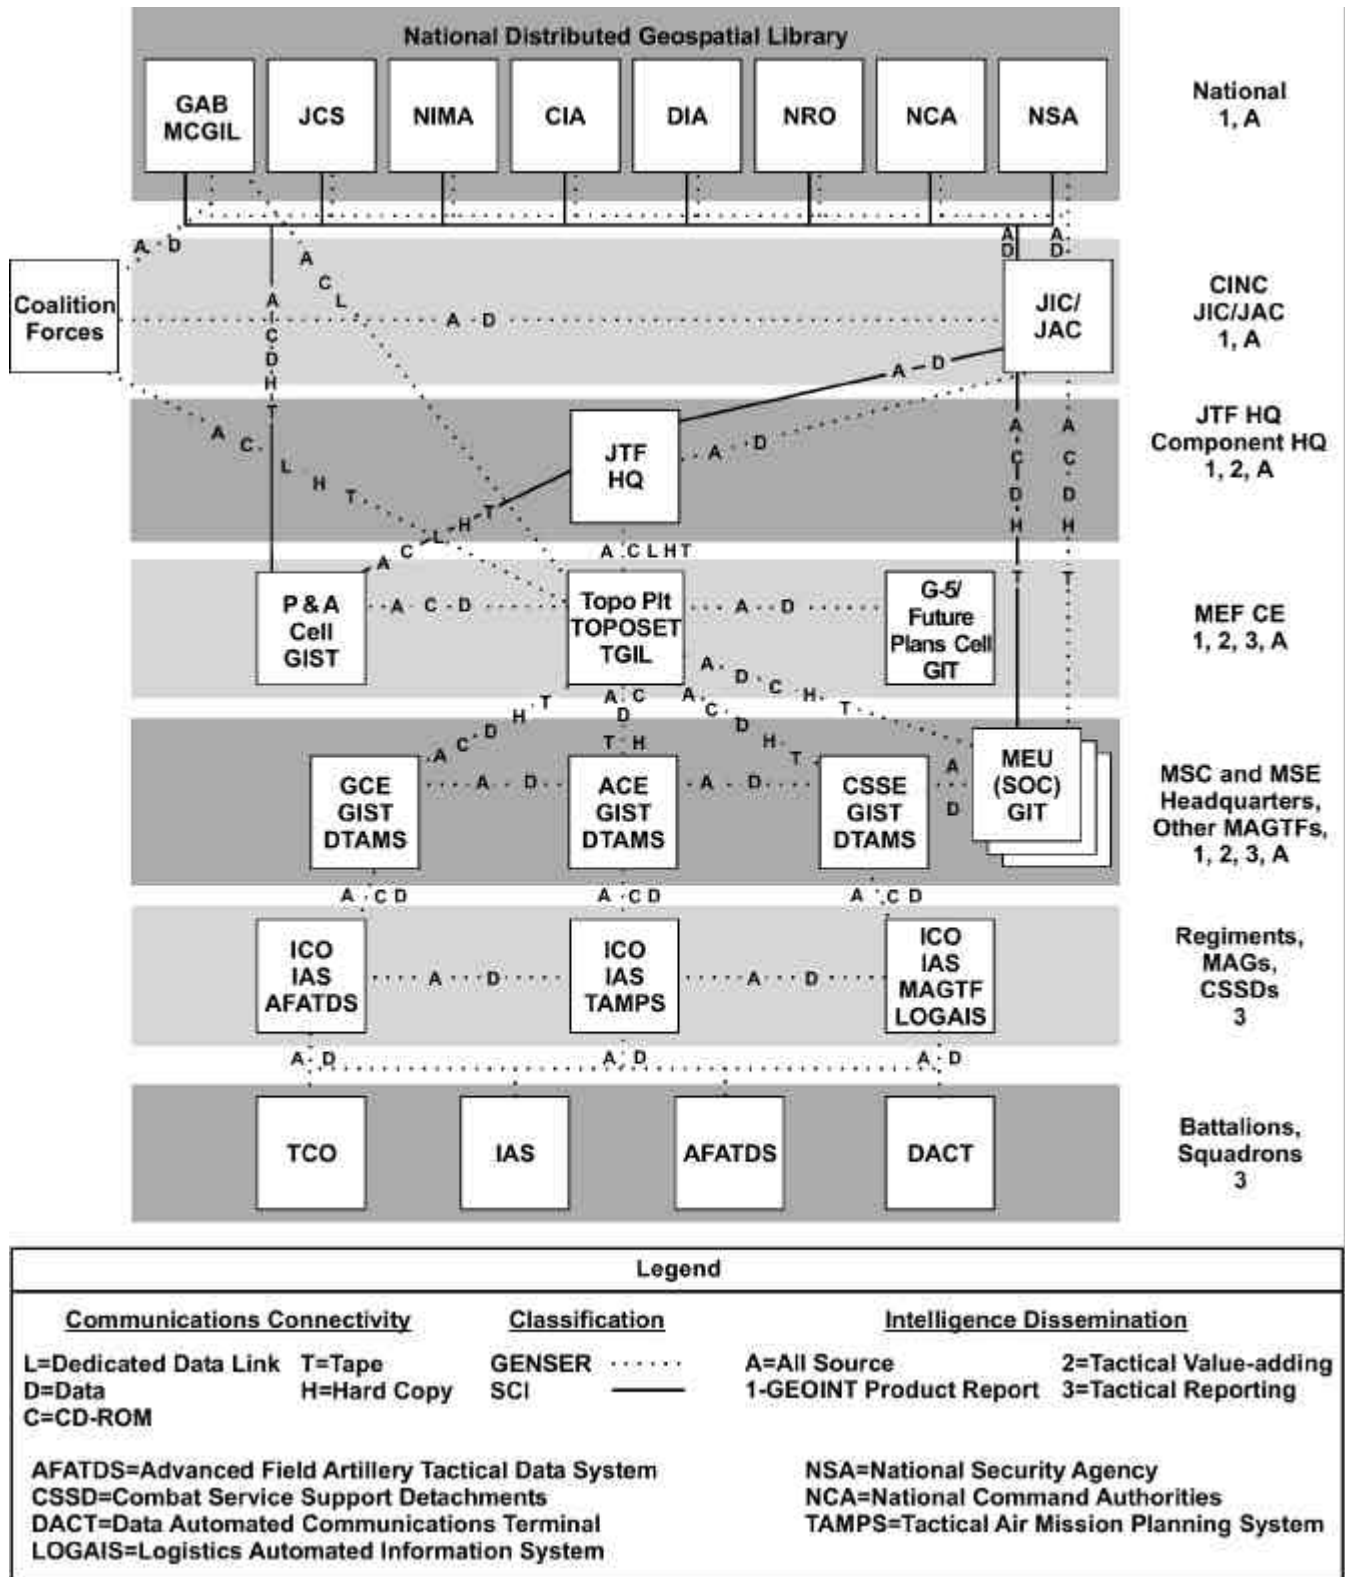 National Distributed Geospatial Library
GAB
MCGIL
JCS
NIMA
CIA
DIA
NRO
NCA
NSA
National
1, A
A D
A C L
A C D H T
A D
A D
Coalition
Forces
A D
JIC/
JAC
CINC
JIC/JAC
1, A
A D
A D
A C L H T
JTF
HQ
A C D H T
A C D H T
JTF HQ
Component HQ
1, 2, A
A C L H T
A C L H T
P & A
Cell
GIST
A C D
Topo Plt
TOPOSET
TGIL
A D
G-5/
Future
Plans Cell
GIT
MEF CE
1, 2, 3, A
A C D H T
A C
D
T H
A C D H T
A D C H T
GCE
GIST
DTAMS
A D
ACE
GIST
DTAMS
A D
CSSE
GIST
DTAMS
A
D
MEU
(SOC)
GIT
MSC and MSE
Headquarters,
Other MAGTFs,
1, 2, 3, A
A C D
A C D
A C D
ICO
IAS
AFATDS
A D
ICO
IAS
TAMPS
A D
ICO
IAS
MAGTF
LOGAIS
Regiments,
MAGs,
CSSDs
3
A D
A D
A D
TCO
IAS
AFATDS
DACT
Battalions,
Squadrons
3
Legend
Communications Connectivity
L=Dedicated Data Link T=Tape
D=Data H=Hard Copy
C=CD-ROM
Classification
GENSER
SCI
Intelligence Dissemination
A=All Source 2=Tactical Value-adding
1-GEOINT Product Report 3=Tactical Reporting
AFATDS=Advanced Field Artillery Tactical Data System
CSSD=Combat Service Support Detachments
DACT=Data Automated Communications Terminal
LOGAIS=Logistics Automated Information System
NSA=National Security Agency
NCA=National Command Authorities
TAMPS=Tactical Air Mission Planning System